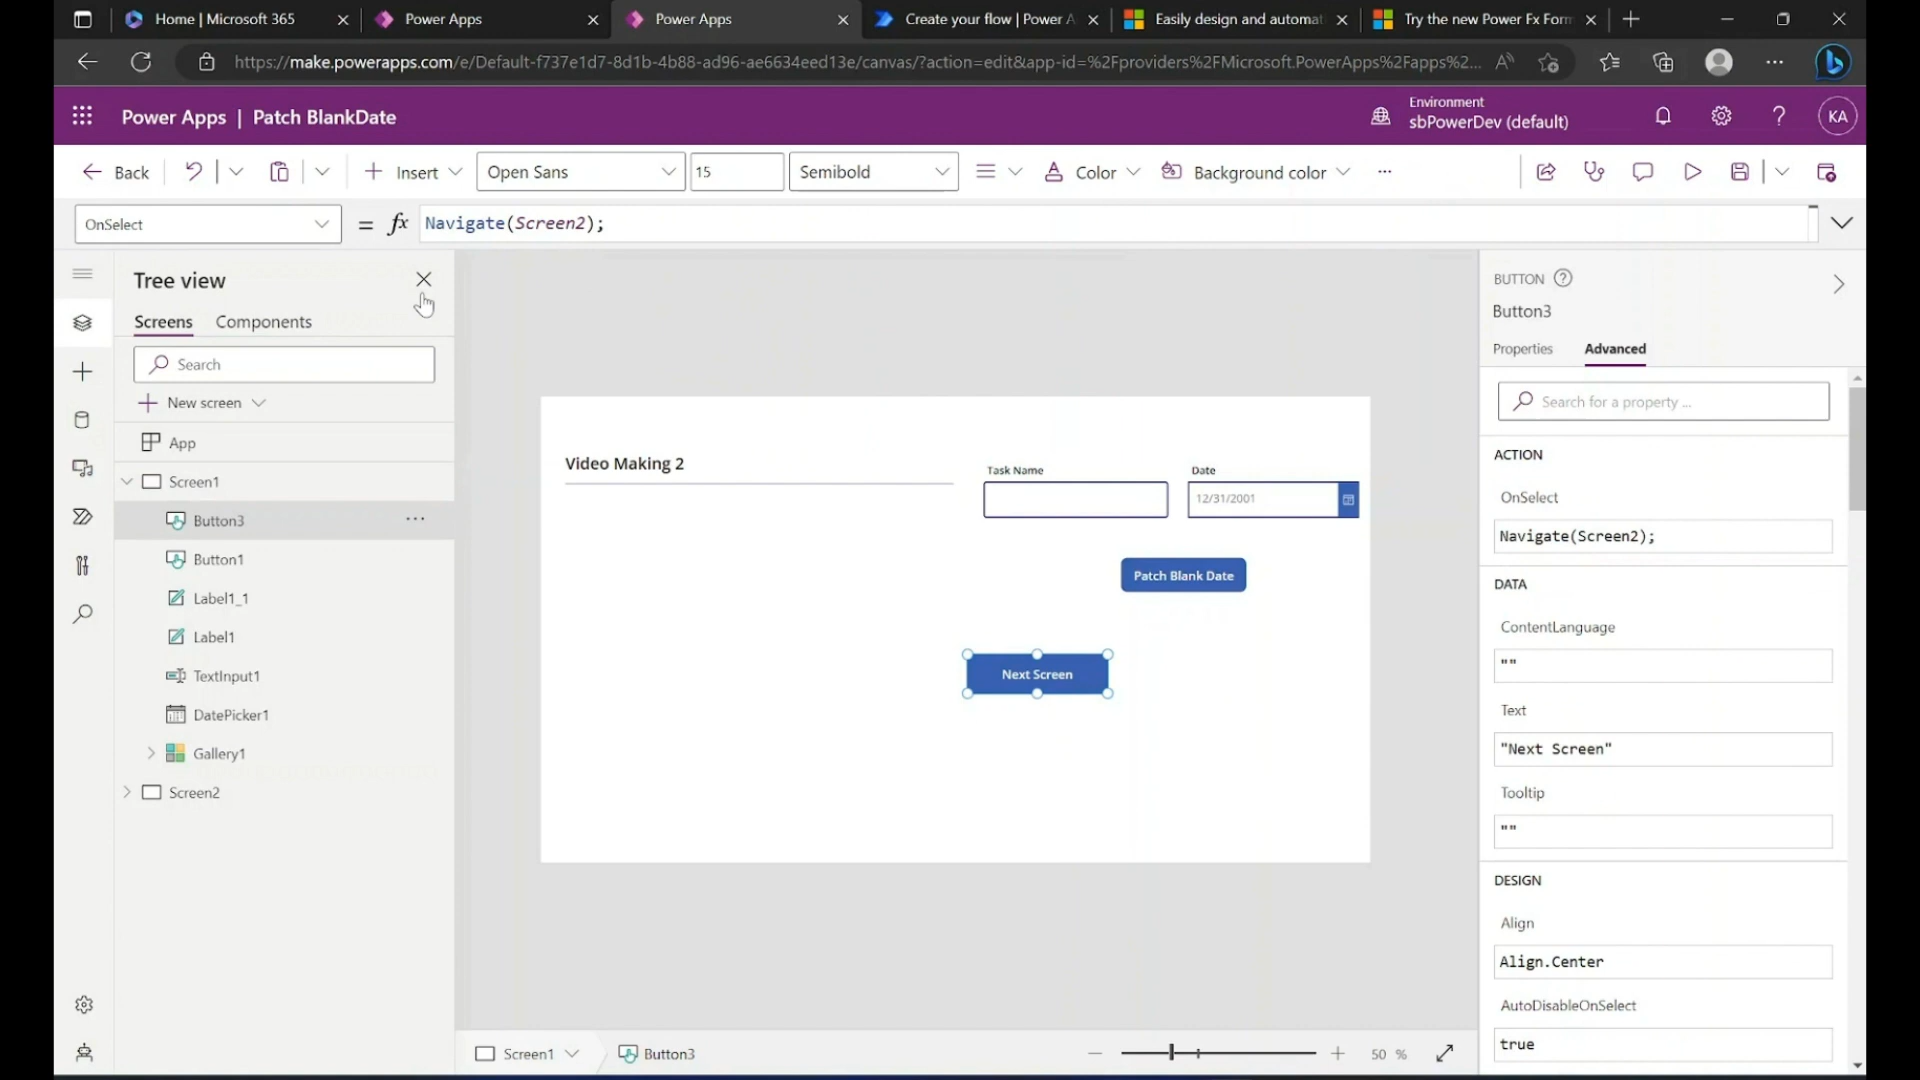 Home | Microsoft 365
Power Apps
Power Apps
Create your flow | Power A
Easily design and automat
Try the new Power Fx Form
https://make.powerapps.com/e/Default-f737e1d7-8d1b-4b88-ad96-ae6634eed13e/canvas/?action=edit&app-id=%2Fproviders%2FMicrosoft.PowerApps%2Fapps%2...
Power Apps | Patch BlankDate
Environment
sbPowerDev (default)
KA
Back
Insert
Open Sans
15
Semibold
Color
Background color
OnSelect
= fx Navigate(Screen2);
Tree view
Screens
Components
Search
New screen
App
Screen1
Button3
Button1
Label1_1
Label1
TextInput1
DatePicker1
Gallery1
Screen2
Video Making 2
Task Name
Date
12/31/2001
Patch Blank Date
Next Screen
Screen1
Button3
50 %
BUTTON
Button3
Properties
Advanced
Search for a property ...
ACTION
OnSelect
Navigate(Screen2);
DATA
ContentLanguage
""
Text
"Next Screen"
Tooltip
""
DESIGN
Align
Align.Center
AutoDisableOnSelect
true